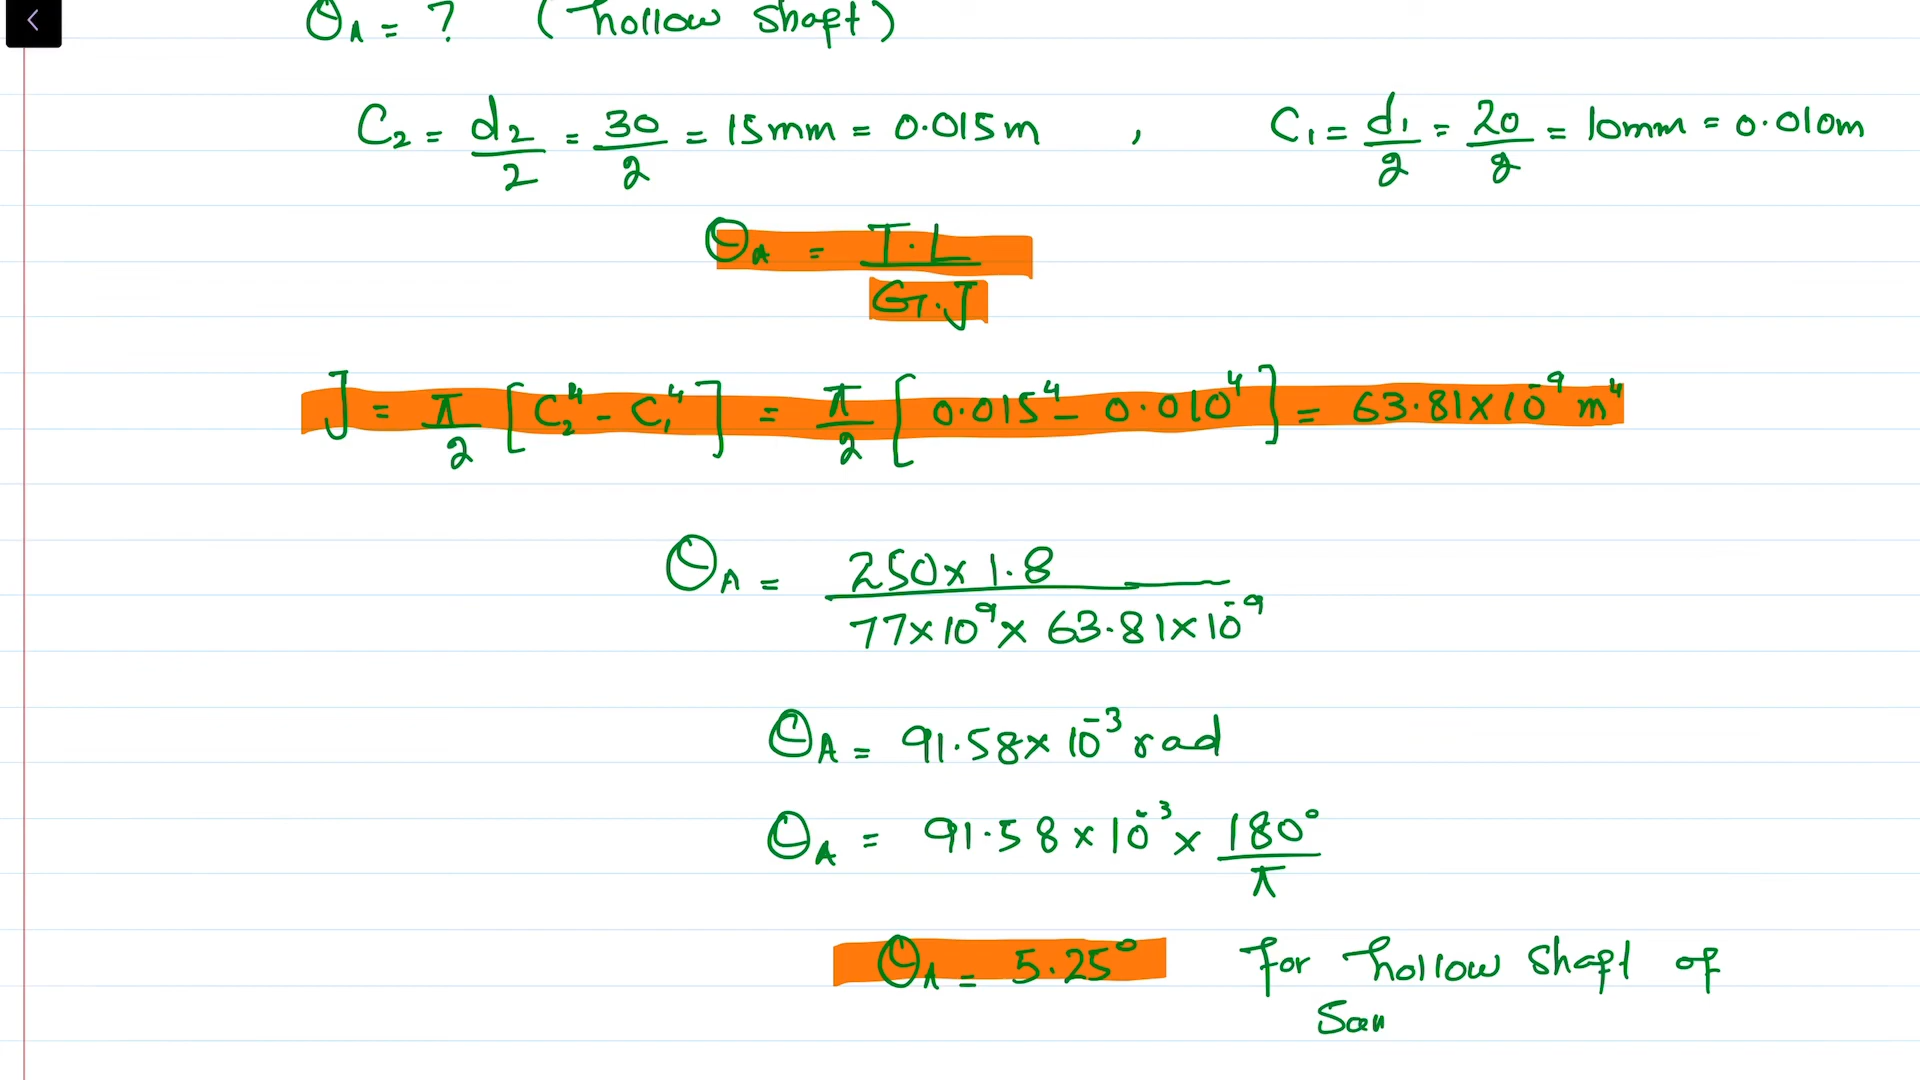 θA = ? (hollow shaft)
C₂ = d₂/2 = 30/2 = 15mm = 0.015m , C₁ = d₁/2 = 20/2 = 10mm = 0.010m
θA = T·L/G·J
J = π/2 [C₂⁴ - C₁⁴] = π/2 [0.015⁴ - 0.010⁴] = 63.81×10⁻⁹ m⁴
θA = 250×1.8/77×10⁹× 63.81×10⁻⁹
θA = 91.58×10⁻³ rad
θA = 91.58×10⁻³× 180°/π
θA = 5.25° for hollow shaft of
Sam